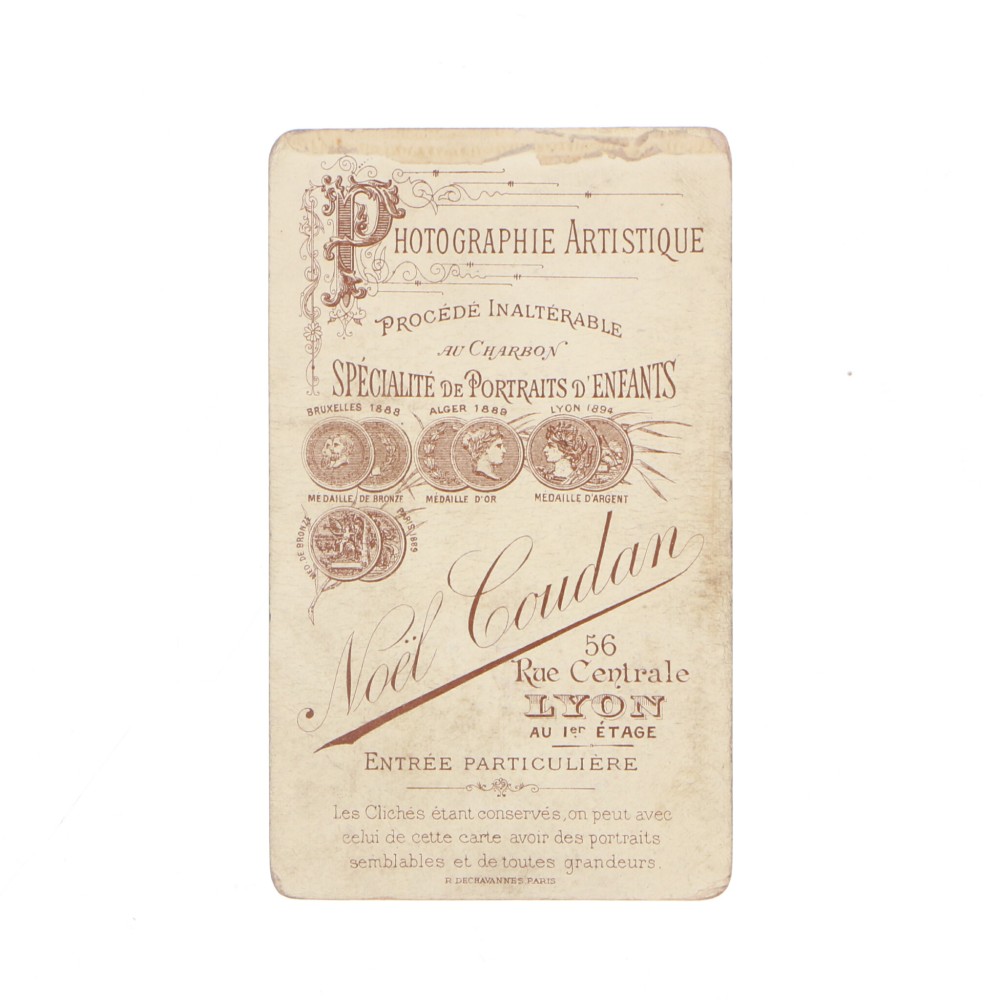 PHOTOGRAPHIE ARTISTIQUE
PROCÉDÉ INALTÉRABLE
AU CHARBON
SPÉCIALITÉ DE PORTRAITS D'ENFANTS
BRUXELLES 1888 ALGER 1889 LYON 1894
MÉDAILLE DE BRONZE MÉDAILLE D'OR MÉDAILLE D'ARGENT
MED DE BRONZE PARIS 1889
Noël Coudan
56
Rue Centrale
LYON
AU 1er ÉTAGE
ENTRÉE PARTICULIÈRE
Les Clichés étant conservés, on peut avec
celui de cette carte avoir des portraits
semblables et de toutes grandeurs.
R DECHAVANNES PARIS